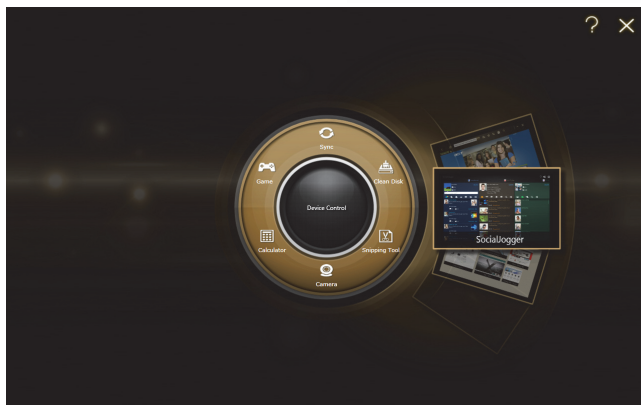 ?
Sync
Game
Clean Disk
Device Control
Calculator
Snipping Tool
Camera
SocialJogger